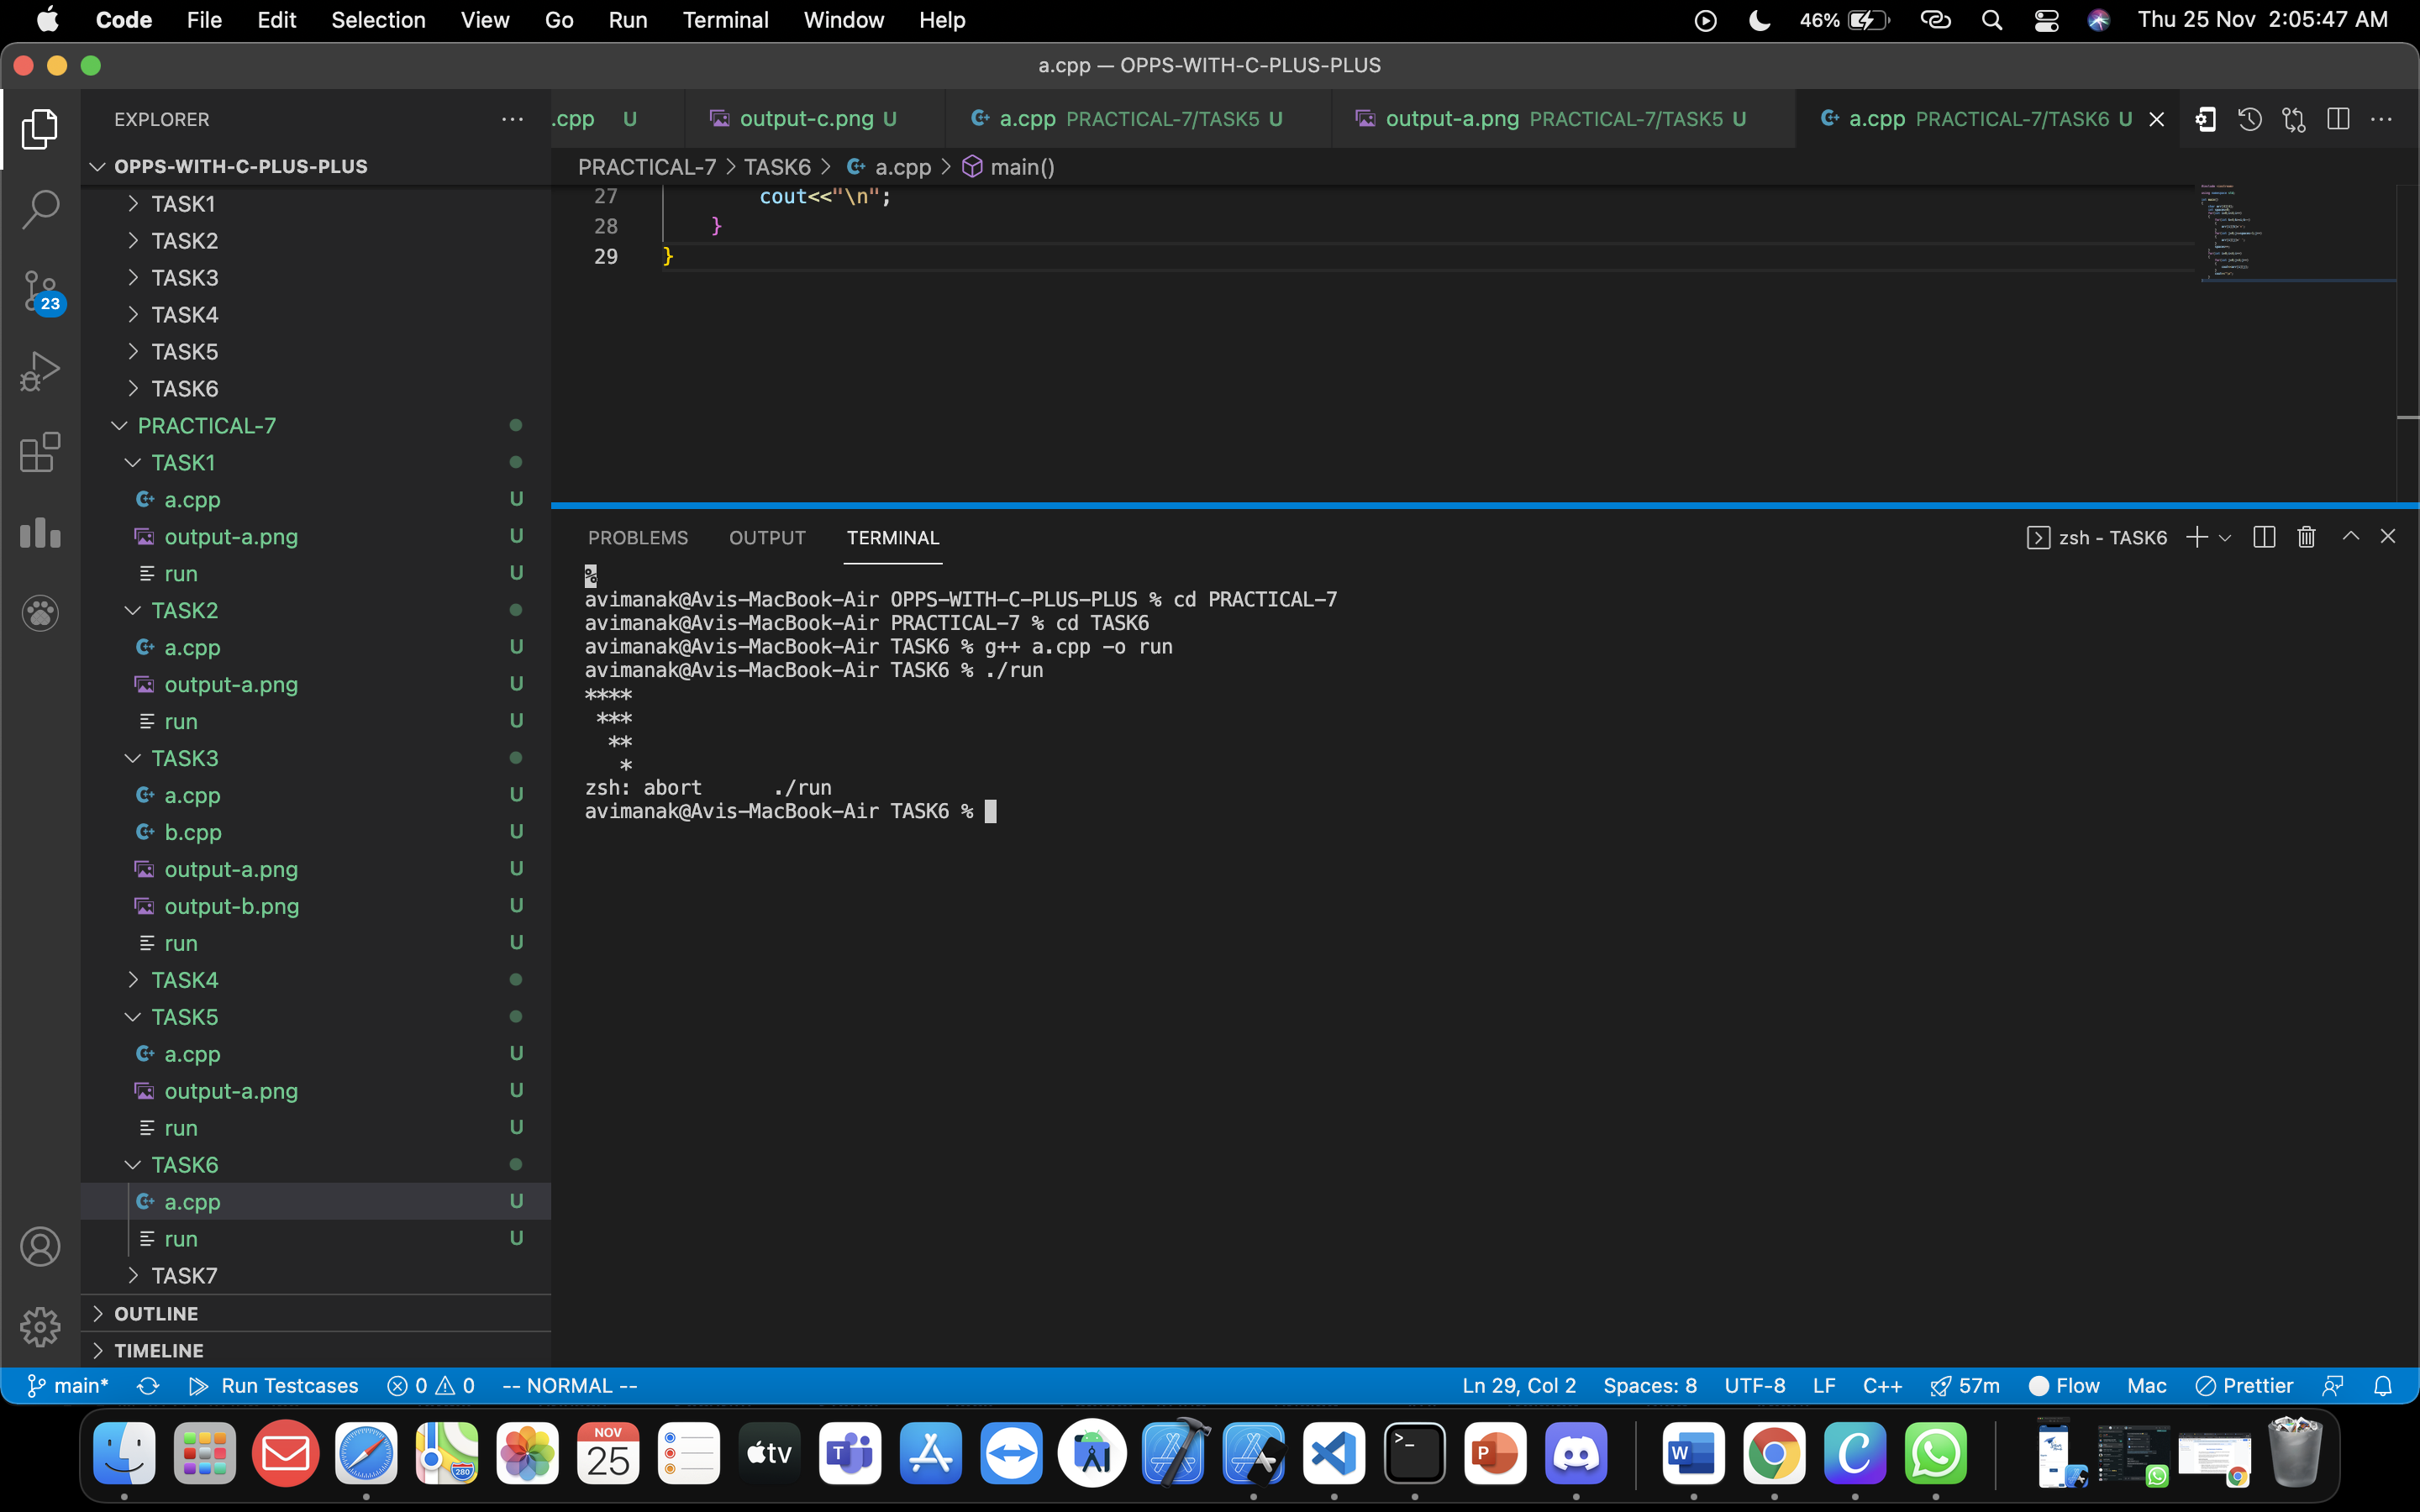 Code File Edit Selection View Go Run Terminal Window Help 46% Thu 25 Nov 2:05:47 AM
a.cpp — OPPS-WITH-C-PLUS-PLUS
EXPLORER
.cpp U output-c.png U a.cpp PRACTICAL-7/TASK5 U output-a.png PRACTICAL-7/TASK5 U a.cpp PRACTICAL-7/TASK6 U
OPPS-WITH-C-PLUS-PLUS
TASK1
TASK2
TASK3
TASK4
TASK5
TASK6
PRACTICAL-7
TASK1
a.cpp U
output-a.png U
run U
TASK2
a.cpp U
output-a.png U
run U
TASK3
a.cpp U
b.cpp U
output-a.png U
output-b.png U
run U
TASK4
TASK5
a.cpp U
output-a.png U
run U
TASK6
a.cpp U
run U
TASK7
OUTLINE
TIMELINE
23
PRACTICAL-7 > TASK6 > a.cpp > main()
27 cout<<"\n";
28 }
29 }
PROBLEMS OUTPUT TERMINAL zsh - TASK6
%
avimanak@Avis-MacBook-Air OPPS-WITH-C-PLUS-PLUS % cd PRACTICAL-7
avimanak@Avis-MacBook-Air PRACTICAL-7 % cd TASK6
avimanak@Avis-MacBook-Air TASK6 % g++ a.cpp -o run
avimanak@Avis-MacBook-Air TASK6 % ./run
****
 ***
  **
   *
zsh: abort      ./run
avimanak@Avis-MacBook-Air TASK6 %
main* Run Testcases 0 0 -- NORMAL -- Ln 29, Col 2 Spaces: 8 UTF-8 LF C++ 57m Flow Mac Prettier
NOV
25
tv
280